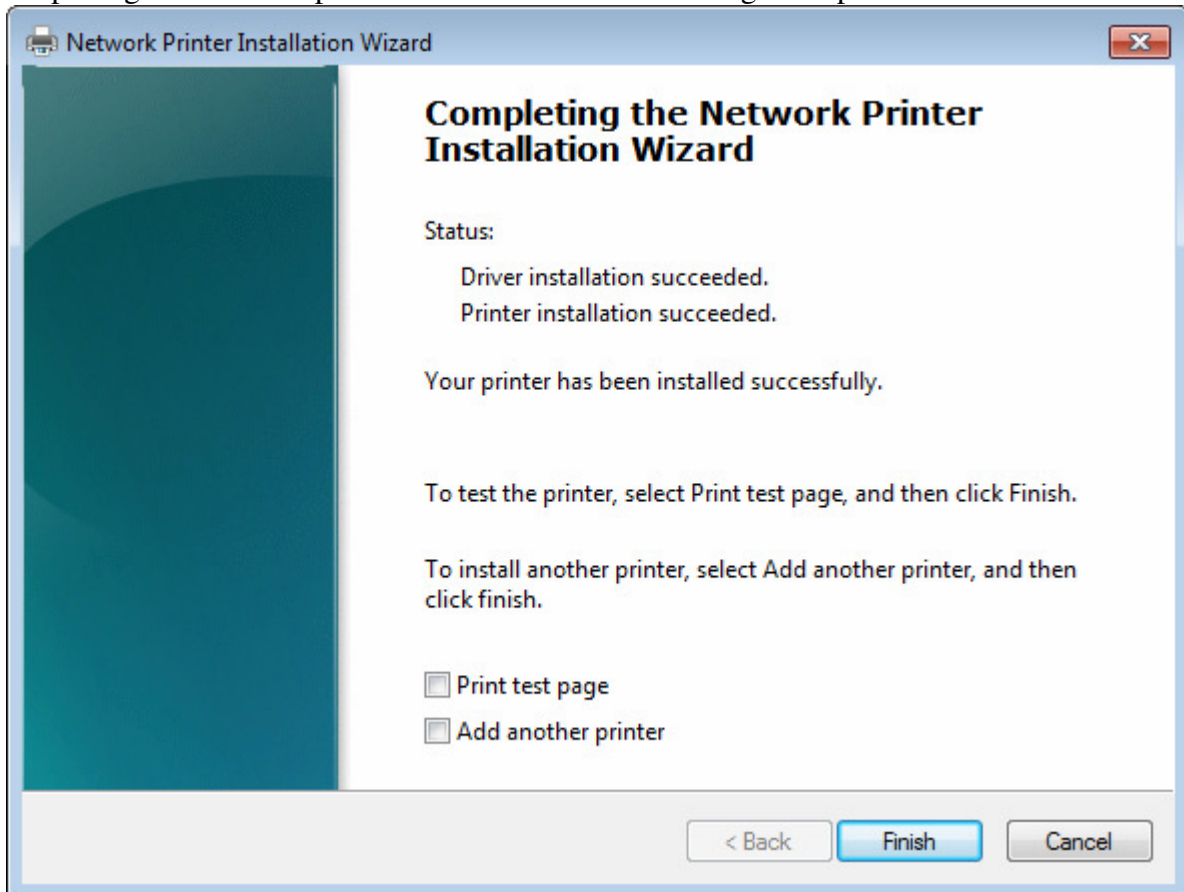 Network Printer Installation Wizard
Completing the Network Printer
Installation Wizard
Status:
Driver installation succeeded.
Printer installation succeeded.
Your printer has been installed successfully.
To test the printer, select Print test page, and then click Finish.
To install another printer, select Add another printer, and then
click finish.
Print test page
Add another printer
< Back
Finish
Cancel